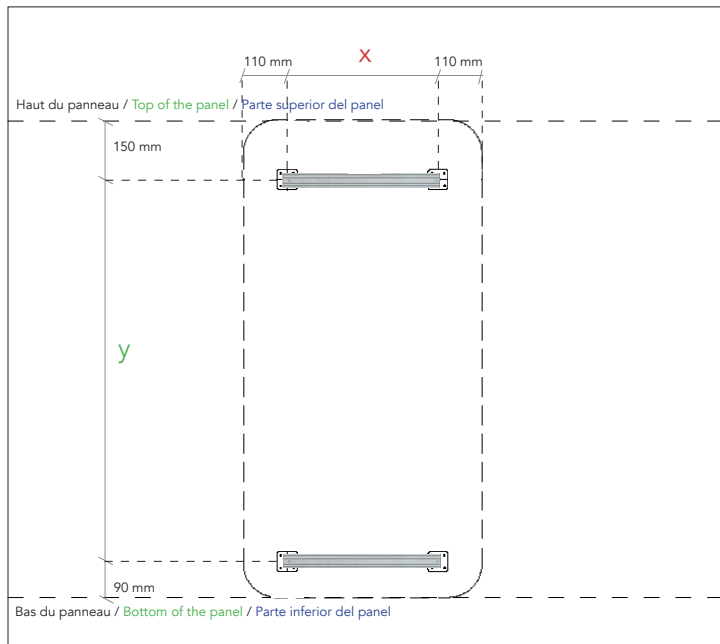 110 mm x 110 mm
Haut du panneau / Top of the panel / Parte superior del panel
150 mm
y
90 mm
Bas du panneau / Bottom of the panel / Parte inferior del panel